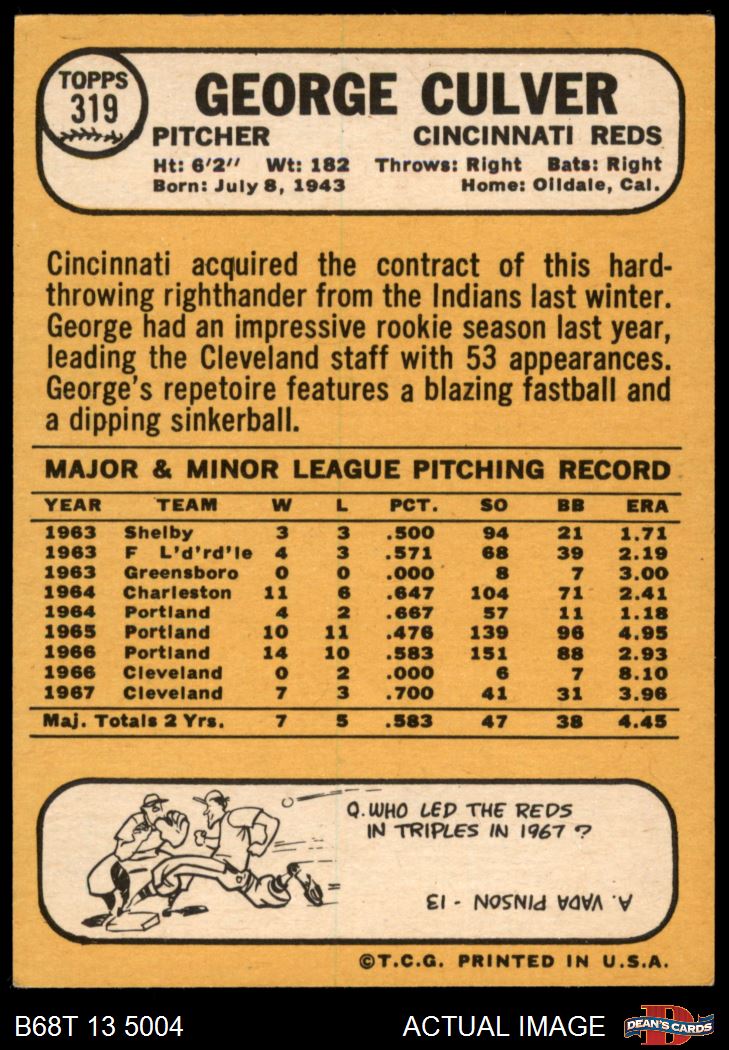 TOPPS
319
GEORGE CULVER
PITCHER CINCINNATI REDS
Ht: 6'2" Wt: 182 Throws: Right Bats: Right
Born: July 8, 1943 Home: Oildale, Cal.
Cincinnati acquired the contract of this hard-
throwing righthander from the Indians last winter.
George had an impressive rookie season last year,
leading the Cleveland staff with 53 appearances.
George's repetoire features a blazing fastball and
a dipping sinkerball.
MAJOR & MINOR LEAGUE PITCHING RECORD
YEAR TEAM W L PCT. SO BB ERA
1963 Shelby 3 3 .500 94 21 1.71
1963 F L'd'rd'le 4 3 .571 68 39 2.19
1963 Greensboro 0 0 .000 8 7 3.00
1964 Charleston 11 6 .647 104 71 2.41
1964 Portland 4 2 .667 57 11 1.18
1965 Portland 10 11 .476 139 96 4.95
1966 Portland 14 10 .583 151 88 2.93
1966 Cleveland 0 2 .000 6 7 8.10
1967 Cleveland 7 3 .700 41 31 3.96
Maj. Totals 2 Yrs. 7 5 .583 47 38 4.45
Q. WHO LED THE REDS
IN TRIPLES IN 1967?
A. VADA PINSON - 13
©T.C.G. PRINTED IN U.S.A.
B68T 13 5004 ACTUAL IMAGE DEAN'S CARDS